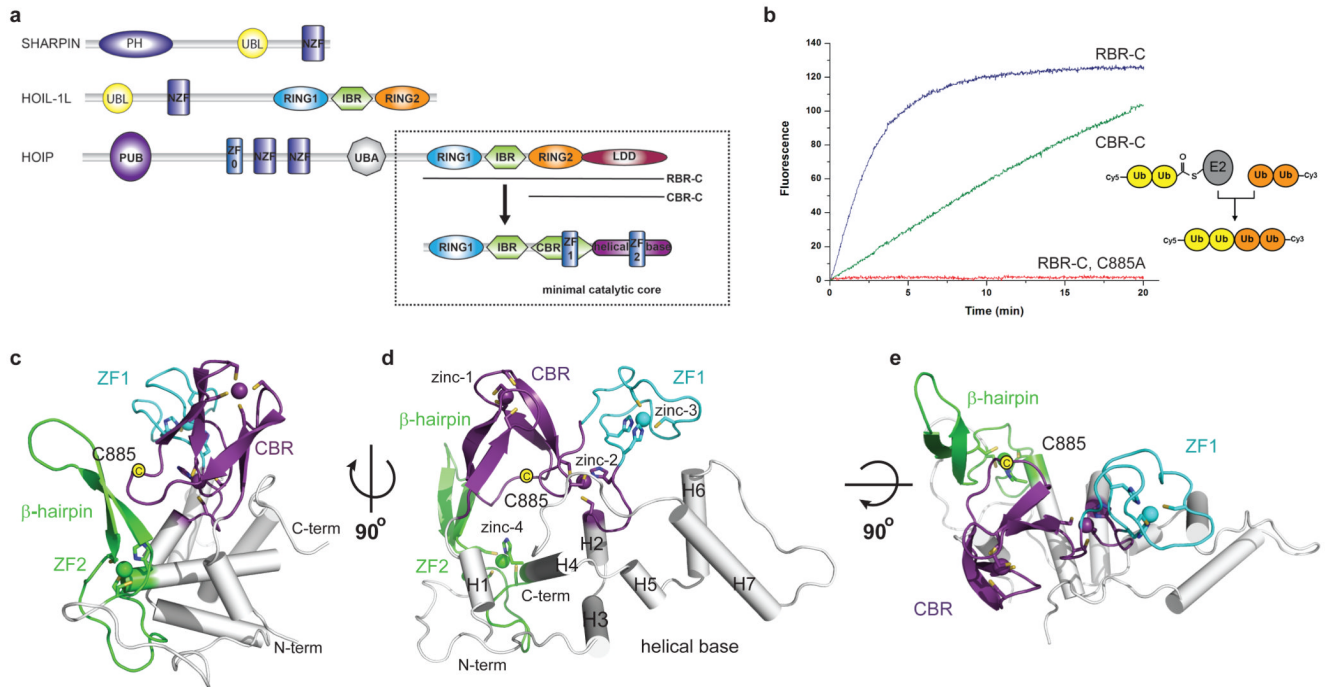 a
SHARPIN
PH
UBL
NZF
HOIL-1L
UBL
NZF
RING1
IBR
RING2
HOIP
PUB
ZF
0
NZF
NZF
UBA
RING1
IBR
RING2
LDD
RBR-C
CBR-C
RING1
IBR
CBR
ZF
1
helical
ZF
2
base
minimal catalytic core
b
140
120
100
80
60
40
20
0
Fluorescence
0
5
10
15
20
Time (min)
RBR-C
CBR-C
RBR-C, C885A
Cy5
Ub
Ub
O
S
E2
Ub
Ub
Cy3
Cy5
Ub
Ub
Ub
Ub
Cy3
c
ZF1
C885
C
CBR
β-hairpin
C-term
ZF2
N-term
90°
d
zinc-1
CBR
ZF1
β-hairpin
zinc-3
zinc-2
C885
C
H6
zinc-4
H2
ZF2
H1
H4
C-term
H5
H7
H3
N-term
helical base
90°
e
β-hairpin
C885
C
ZF1
CBR